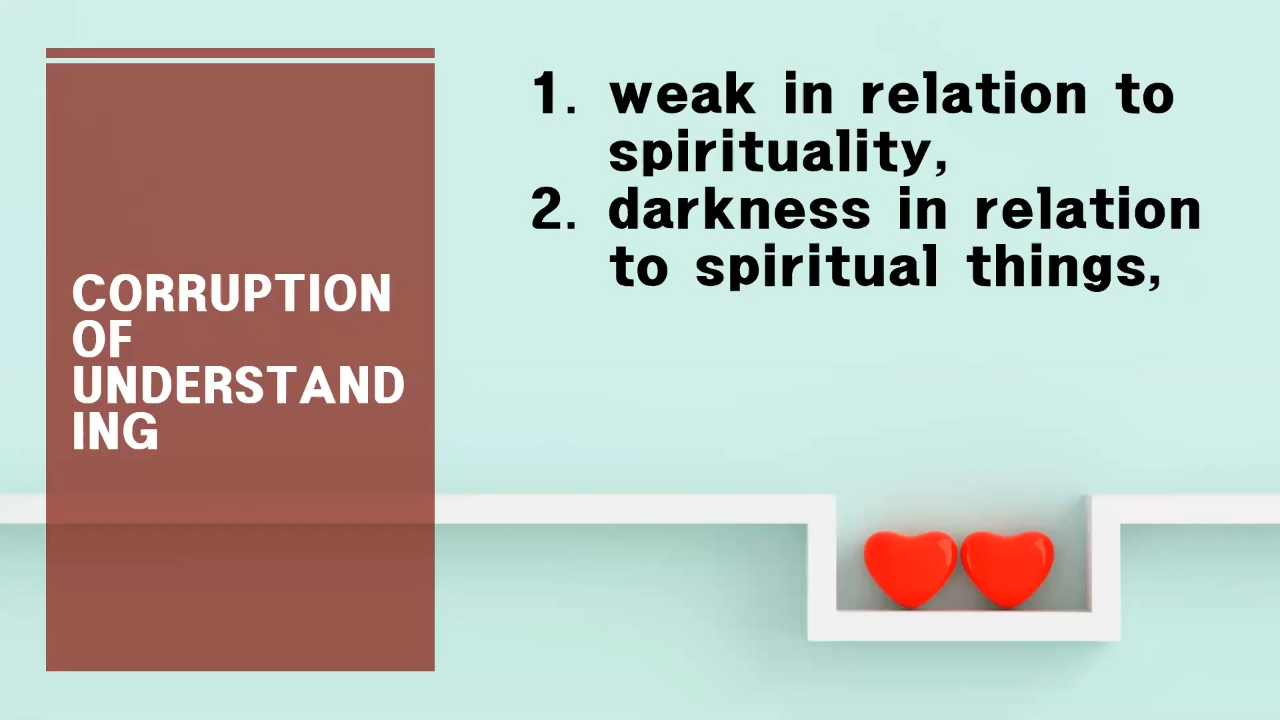 CORRUPTION
OF
UNDERSTAND
ING
1. weak in relation to
spirituality,
2. darkness in relation
to spiritual things,